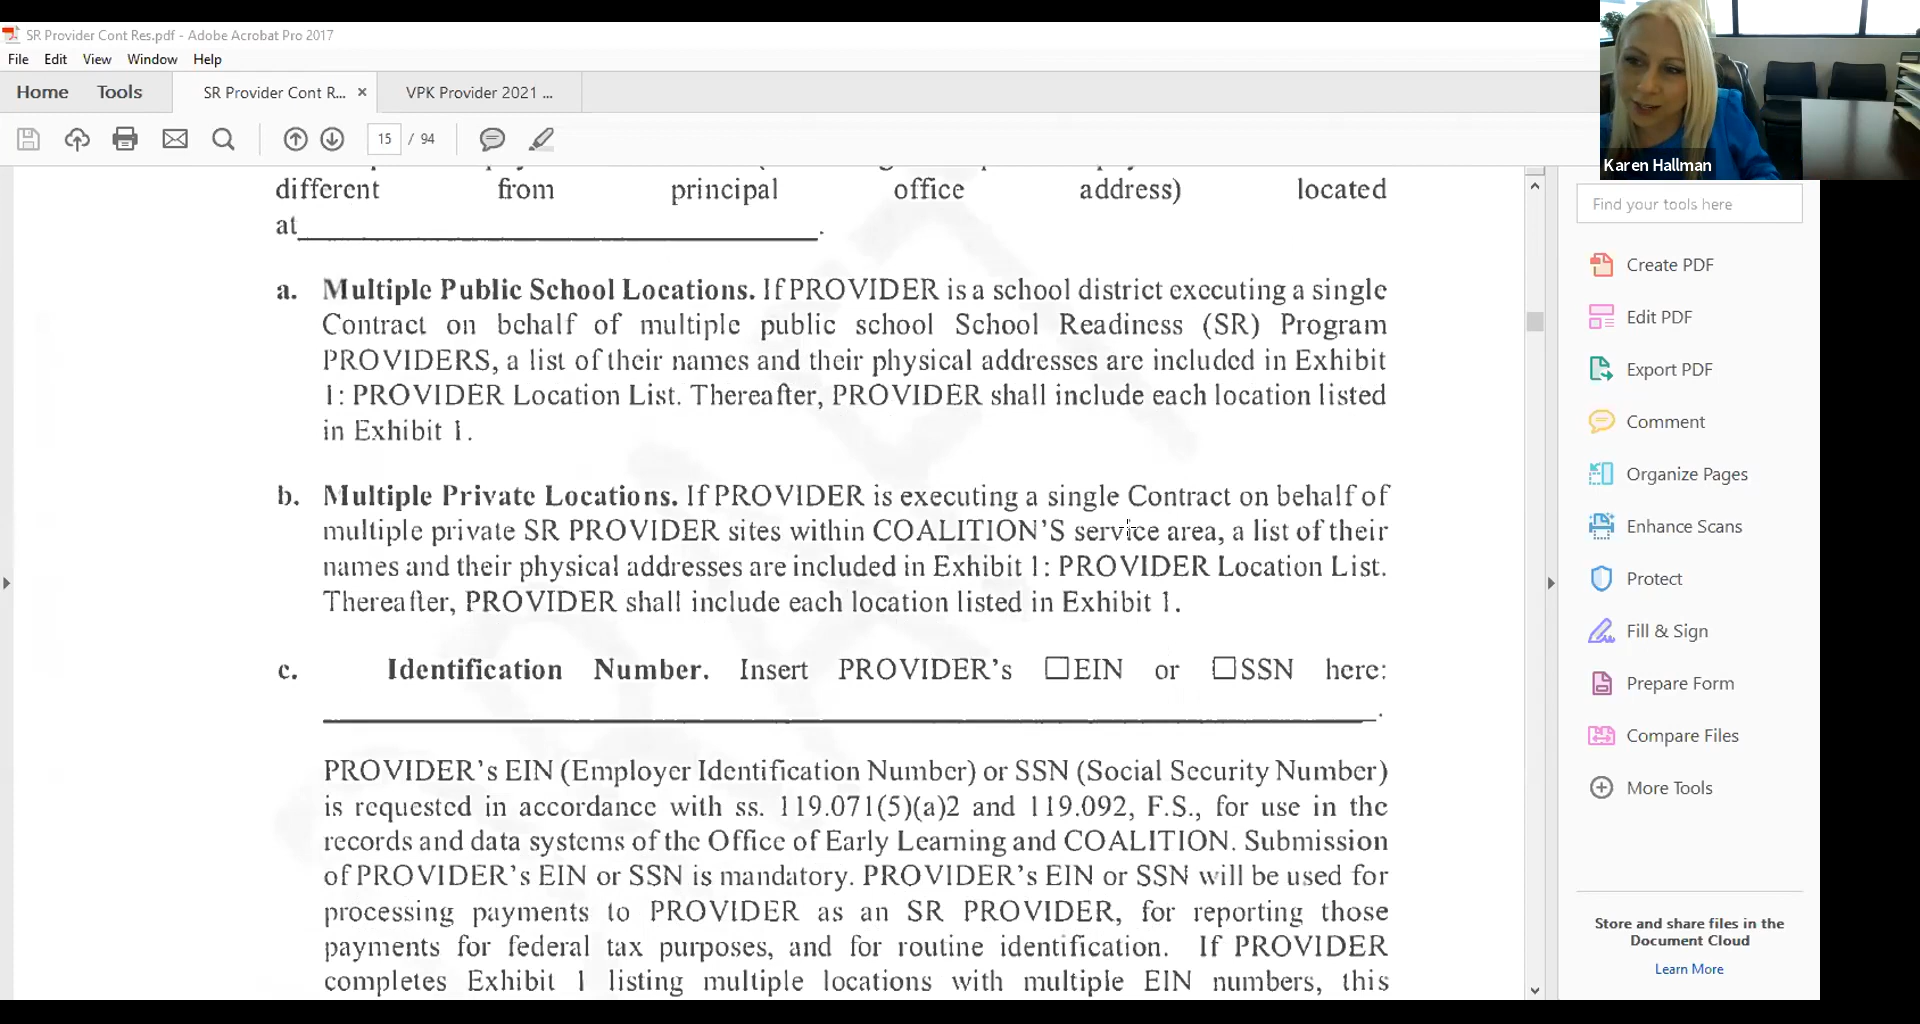 SR Provider Cont Res.pdf - Adobe Acrobat Pro 2017
File Edit View Window Help
Home Tools SR Provider Cont R... × VPK Provider 2021 ...
15 / 94
Karen Hallman
different from principal office address) located
at .
a. Multiple Public School Locations. If PROVIDER is a school district executing a single
Contract on behalf of multiple public school School Readiness (SR) Program
PROVIDERS, a list of their names and their physical addresses are included in Exhibit
1: PROVIDER Location List. Thereafter, PROVIDER shall include each location listed
in Exhibit 1.
b. Multiple Private Locations. If PROVIDER is executing a single Contract on behalf of
multiple private SR PROVIDER sites within COALITION'S service area, a list of their
names and their physical addresses are included in Exhibit 1: PROVIDER Location List.
Thereafter, PROVIDER shall include each location listed in Exhibit 1.
c. Identification Number. Insert PROVIDER's ☐EIN or ☐SSN here:
.
PROVIDER's EIN (Employer Identification Number) or SSN (Social Security Number)
is requested in accordance with ss. 119.071(5)(a)2 and 119.092, F.S., for use in the
records and data systems of the Office of Early Learning and COALITION. Submission
of PROVIDER's EIN or SSN is mandatory. PROVIDER's EIN or SSN will be used for
processing payments to PROVIDER as an SR PROVIDER, for reporting those
payments for federal tax purposes, and for routine identification. If PROVIDER
completes Exhibit 1 listing multiple locations with multiple EIN numbers, this
Find your tools here
Create PDF
Edit PDF
Export PDF
Comment
Organize Pages
Enhance Scans
Protect
Fill & Sign
Prepare Form
Compare Files
More Tools
Store and share files in the
Document Cloud
Learn More